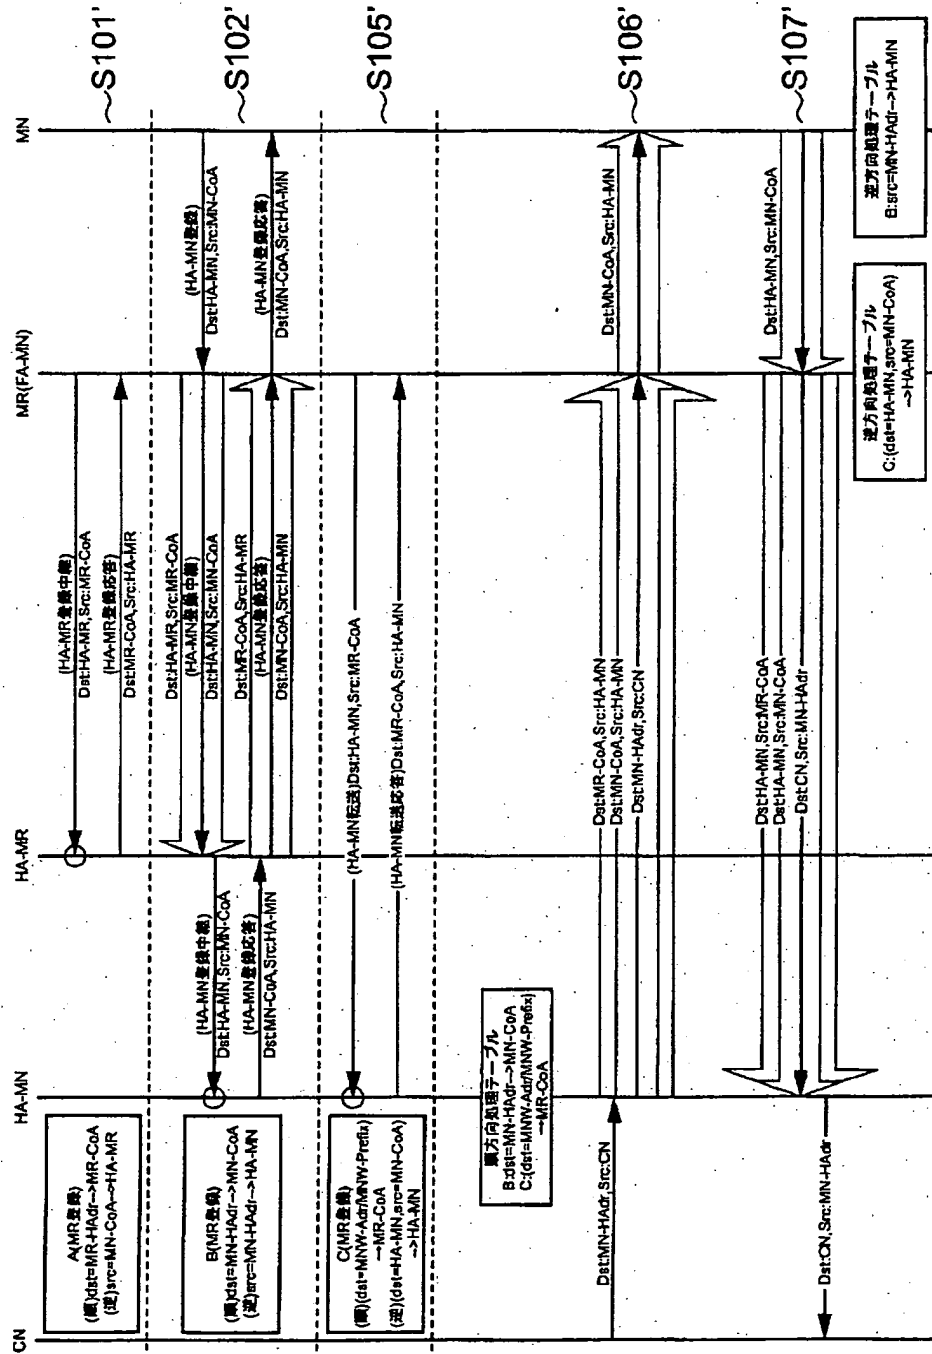 CN
HA-MN
HA-MR
MR(FA-MN)
MN
A(MR登録)
(順)dst=MR-HAdr-->MR-CoA
(逆)src=MN-CoA-->HA-MR
(HA-MR登録中継)
Dst:HA-MR,Src:MR-CoA
(HA-MR登録応答)
Dst:MR-CoA,Src:HA-MR
~S101'
B(MR登録)
(順)dst=MN-HAdr-->MN-CoA
(逆)src=MN-HAdr-->HA-MN
(HA-MN登録中継)
Dst:HA-MN,Src:MN-CoA
(HA-MN登録応答)
Dst:MN-CoA,Src:HA-MN
Dst:HA-MR,Src:MR-CoA
(HA-MN登録中継)
Dst:HA-MN,Src:MN-CoA
Dst:MR-CoA,Src:HA-MR
(HA-MN登録応答)
Dst:MN-CoA,Src:HA-MN
(HA-MN登録)
Dst:HA-MN,Src:MN-CoA
(HA-MN登録応答)
Dst:MN-CoA,Src:HA-MN
~S102'
C(MR登録)
(順)(dst=MNW-Adr/MNW-Prefix)
→MR-CoA
(逆)(dst=HA-MN,src=MN-CoA)
-->HA-MN
(HA-MN転送)Dst:HA-MN,Src:MR-CoA
(HA-MN転送応答)Dst:MR-CoA,Src:HA-MN
~S105'
順方向処理テーブル
B:dst=MN-HAdr-->MN-CoA
C:(dst=MNW-Adr/MNW-Prefix)
→MR-CoA
Dst:MN-HAdr,Src:CN
Dst:MR-CoA,Src:HA-MN
Dst:MN-CoA,Src:HA-MN
Dst:MN-HAdr,Src:CN
Dst:MN-CoA,Src:HA-MN
~S106'
Dst:CN,Src:MN-HAdr
Dst:HA-MN,Src:MR-CoA
Dst:HA-MN,Src:MN-CoA
Dst:CN,Src:MN-HAdr
Dst:HA-MN,Src:MN-CoA
~S107'
逆方向処理テーブル
C:(dst=HA-MN,src=MN-CoA)
-->HA-MN
逆方向処理テーブル
B:src=MN-HAdr-->HA-MN